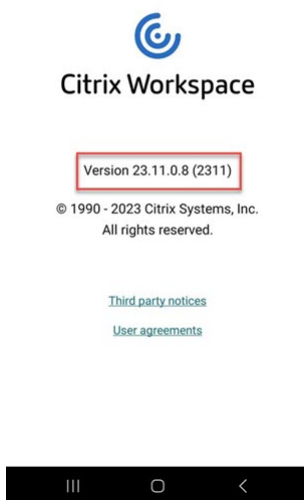 Citrix Workspace
Version 23.11.0.8 (2311)
© 1990 - 2023 Citrix Systems, Inc.
All rights reserved.
Third party notices
User agreements